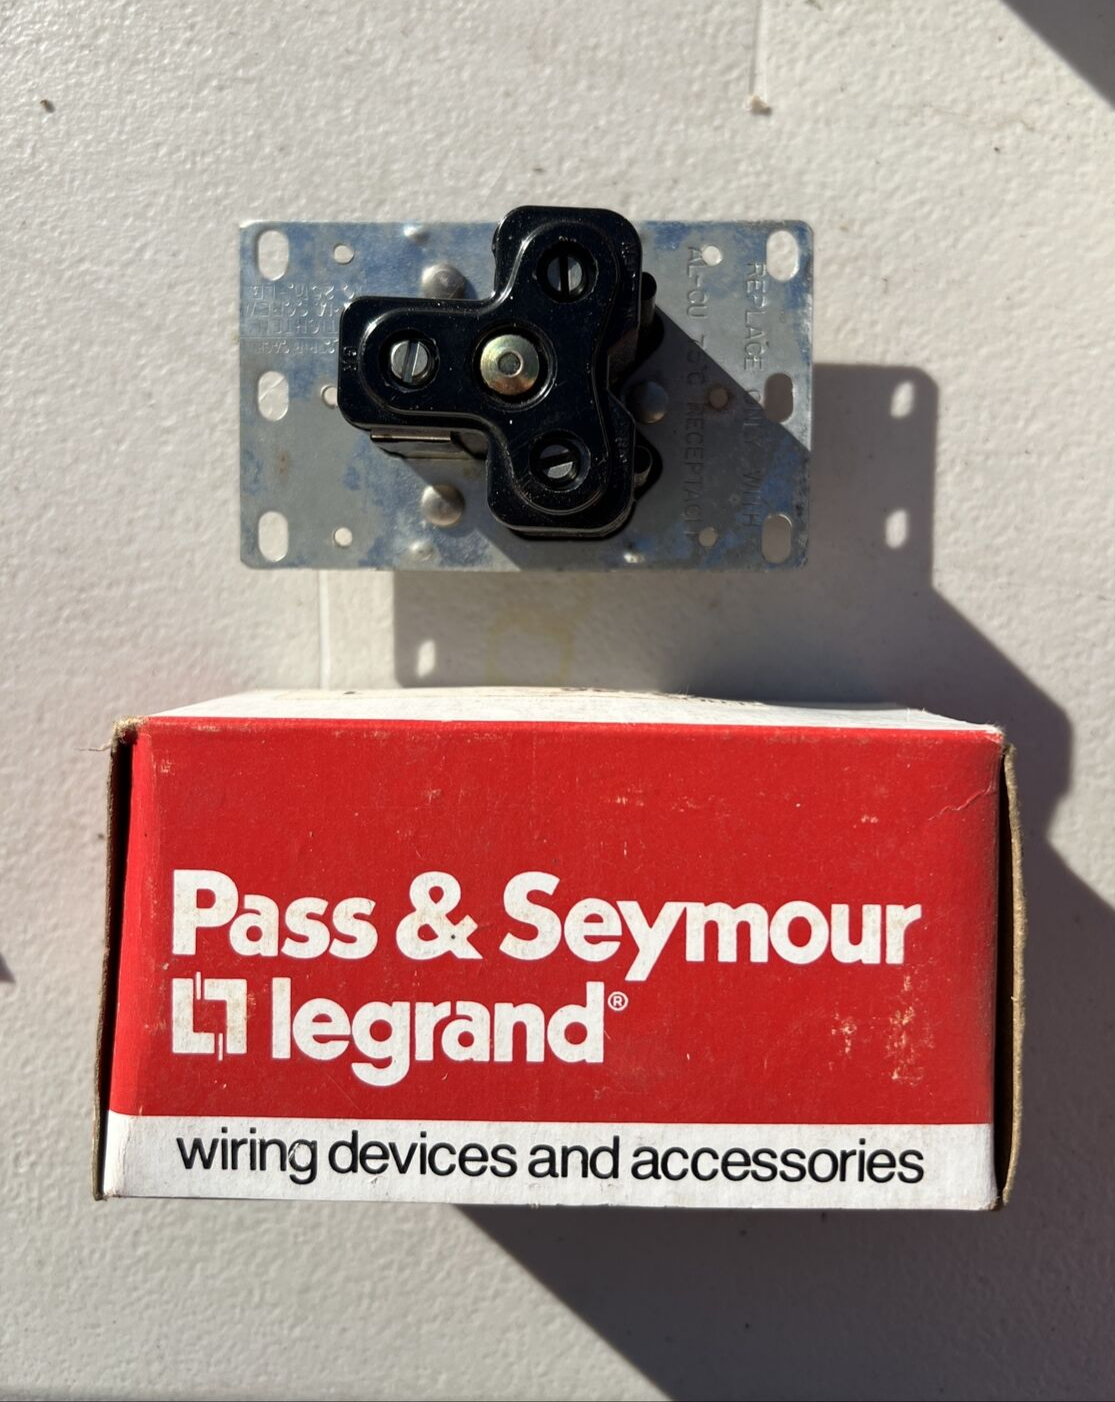 REPLACE ONLY WITH
AL-CU 75°C RECEPTACLE
Pass & Seymour
legrand®
wiring devices and accessories